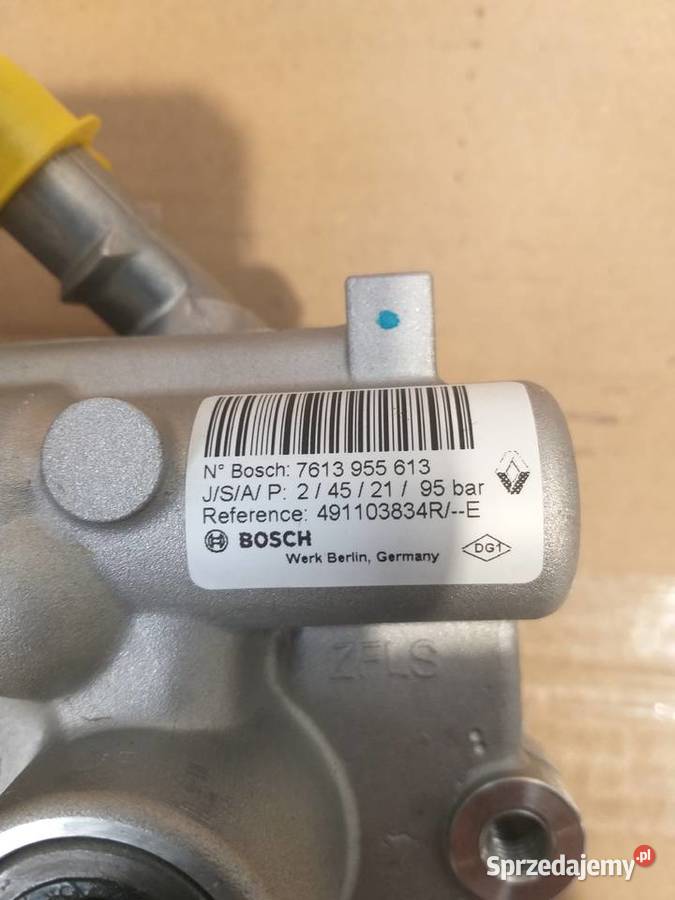 N° Bosch: 7613 955 613
J/S/A/ P: 2 / 45 / 21 / 95 bar
Reference: 491103834R/--E
BOSCH
Werk Berlin, Germany
DG1
ZFLS
Sprzedajemy.pl